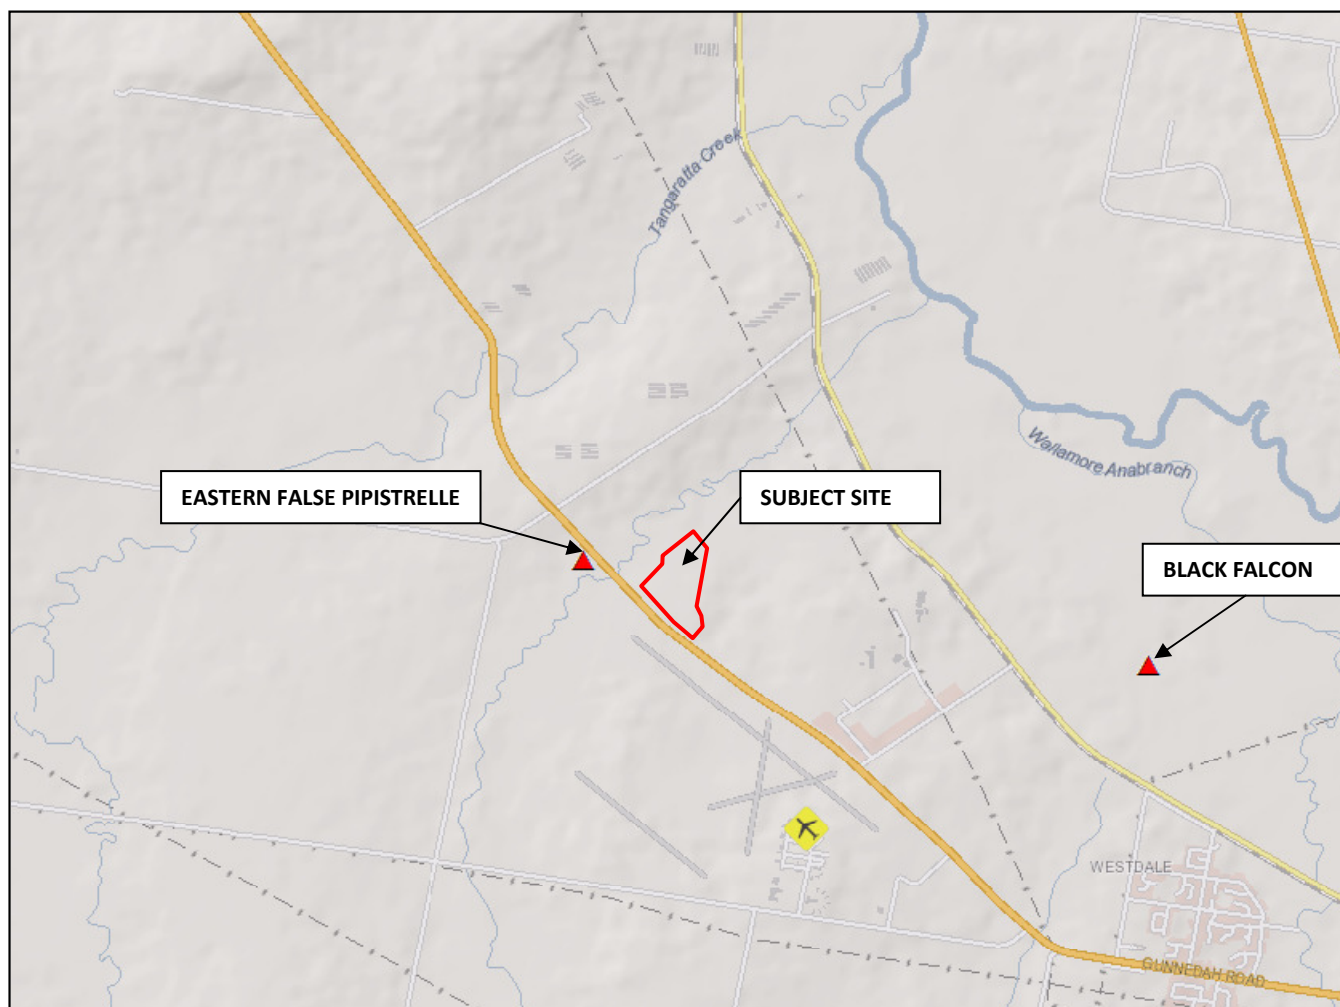 Tangaratta Creek
Wallamore Anabranch
EASTERN FALSE PIPISTRELLE
SUBJECT SITE
BLACK FALCON
WESTDALE
GUNNEDAH ROAD